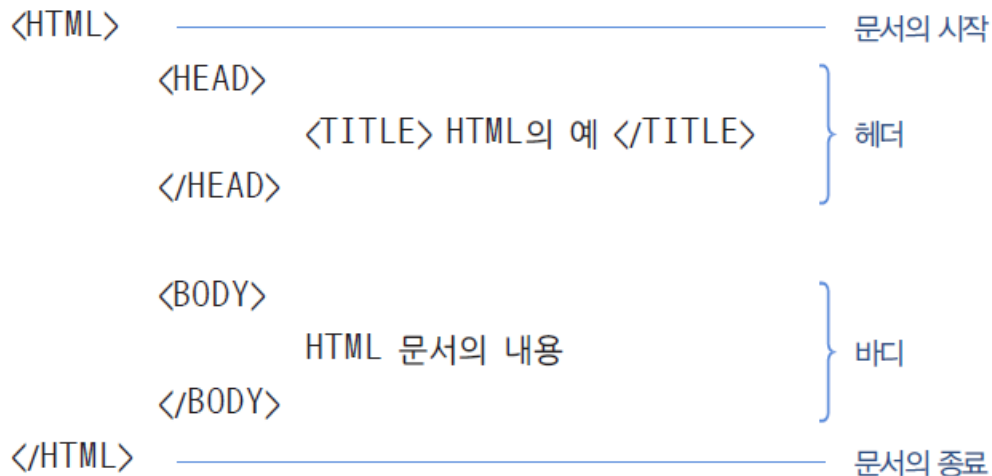 <HTML> 문서의 시작
<HEAD>
<TITLE> HTML의 예 </TITLE> 헤더
</HEAD>
<BODY>
HTML 문서의 내용 바디
</BODY>
</HTML> 문서의 종료